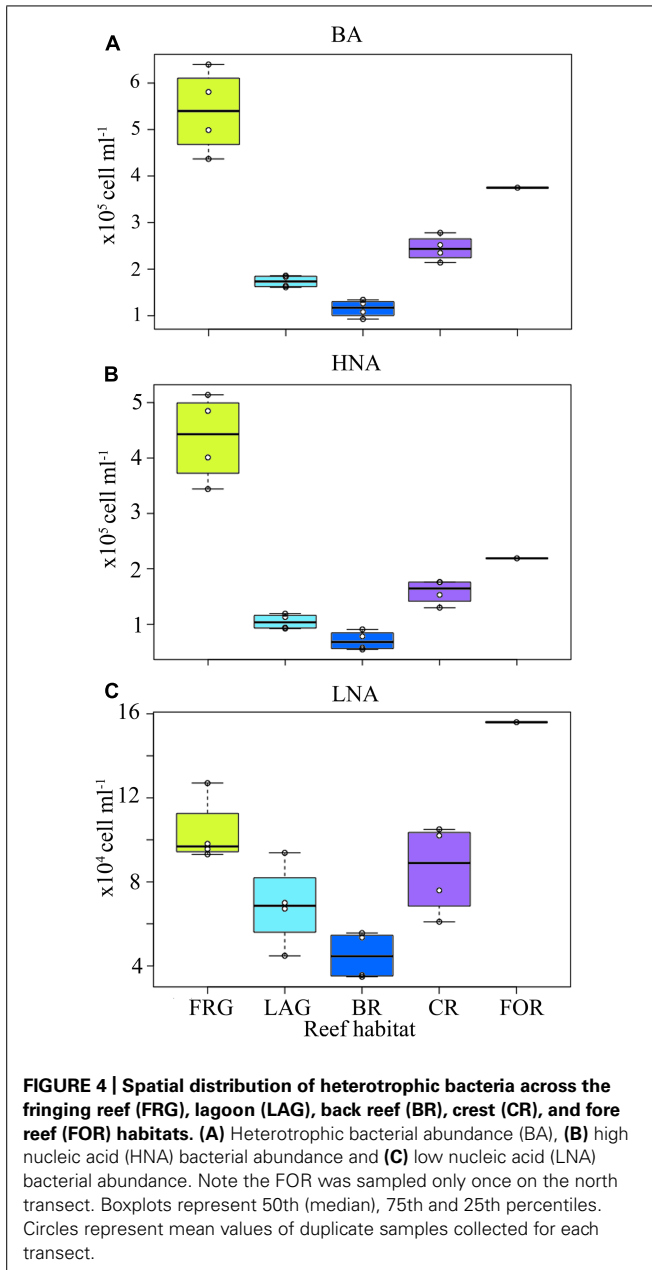 A
BA
6
5
4
3
2
1
x10⁵ cell ml⁻¹
B
HNA
5
4
3
2
1
x10⁵ cell ml⁻¹
C
LNA
16
12
8
4
x10⁴ cell ml⁻¹
FRG LAG BR CR FOR
Reef habitat
FIGURE 4 | Spatial distribution of heterotrophic bacteria across the
fringing reef (FRG), lagoon (LAG), back reef (BR), crest (CR), and fore
reef (FOR) habitats. (A) Heterotrophic bacterial abundance (BA), (B) high
nucleic acid (HNA) bacterial abundance and (C) low nucleic acid (LNA)
bacterial abundance. Note the FOR was sampled only once on the north
transect. Boxplots represent 50th (median), 75th and 25th percentiles.
Circles represent mean values of duplicate samples collected for each
transect.